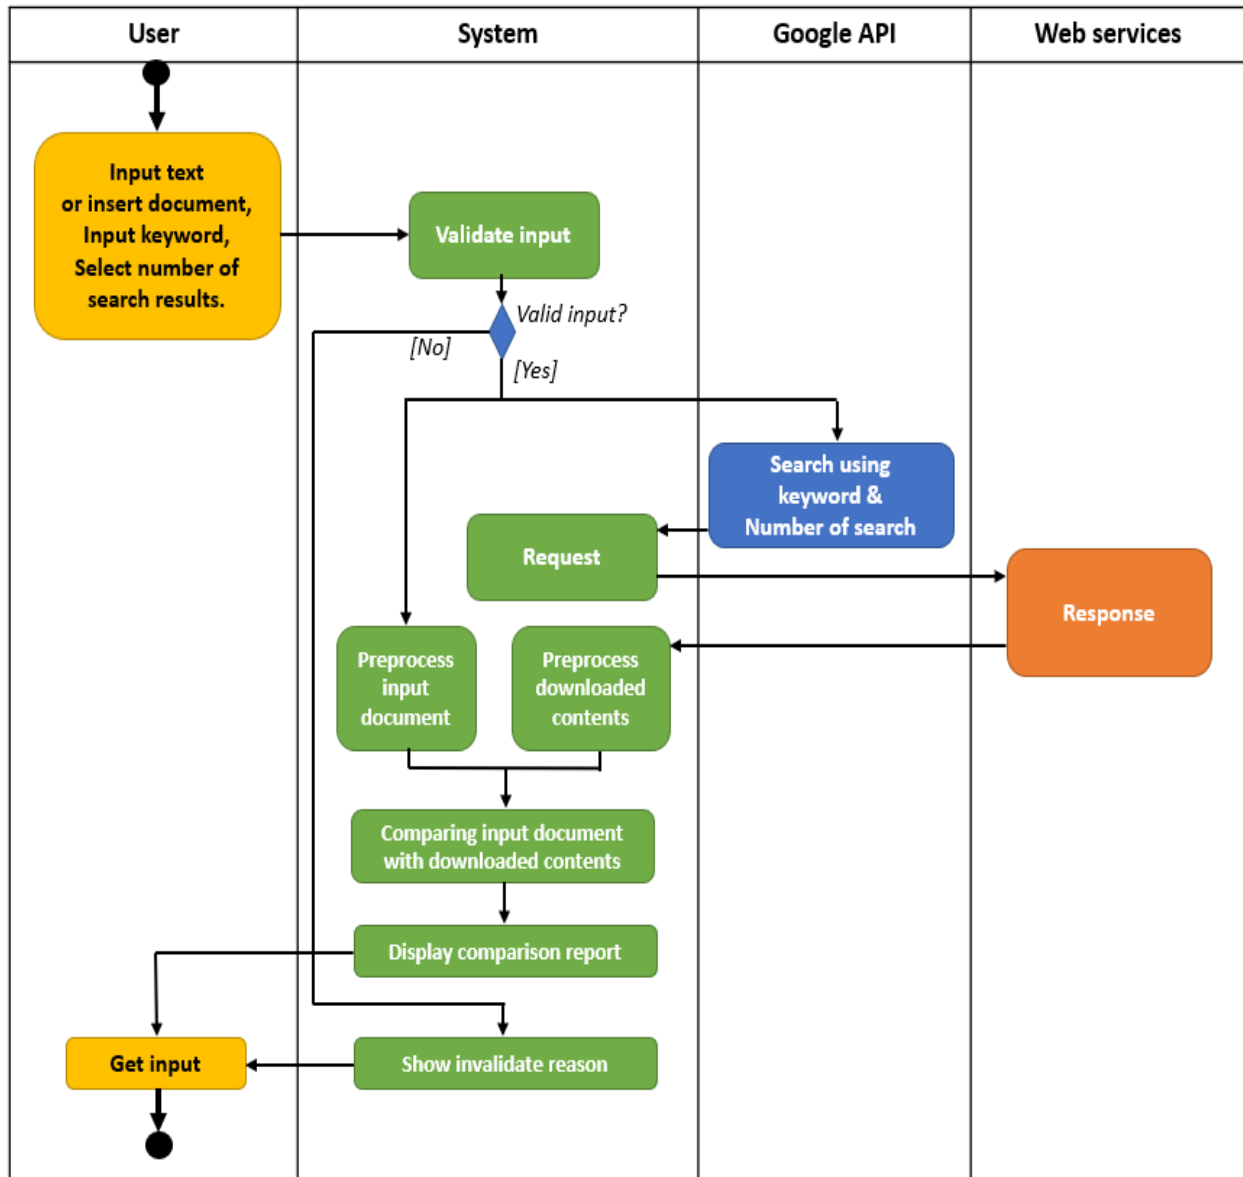 User
System
Google API
Web services
Input text
or insert document,
Input keyword,
Select number of
search results.
Validate input
Valid input?
[No]
[Yes]
Search using
keyword &
Number of search
Request
Response
Preprocess
input
document
Preprocess
downloaded
contents
Comparing input document
with downloaded contents
Display comparison report
Get input
Show invalidate reason